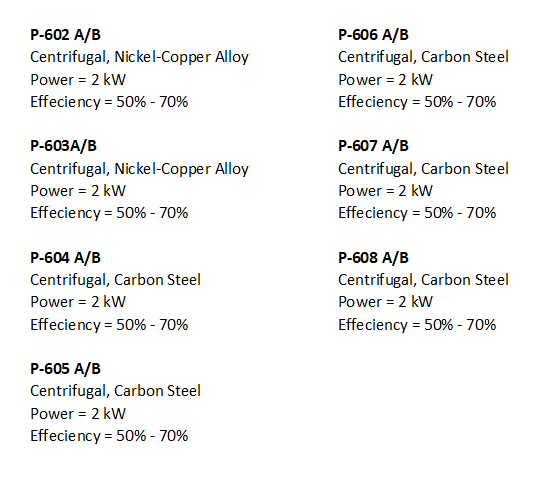 P-602 A/B
Centrifugal, Nickel-Copper Alloy
Power = 2 kW
Effeciency = 50% - 70%
P-603A/B
Centrifugal, Nickel-Copper Alloy
Power = 2 kW
Effeciency = 50% - 70%
P-604 A/B
Centrifugal, Carbon Steel
Power = 2 kW
Effeciency = 50% - 70%
P-605 A/B
Centrifugal, Carbon Steel
Power = 2 kW
Effeciency = 50% - 70%
P-606 A/B
Centrifugal, Carbon Steel
Power = 2 kW
Effeciency = 50% - 70%
P-607 A/B
Centrifugal, Carbon Steel
Power = 2 kW
Effeciency = 50% - 70%
P-608 A/B
Centrifugal, Carbon Steel
Power = 2 kW
Effeciency = 50% - 70%